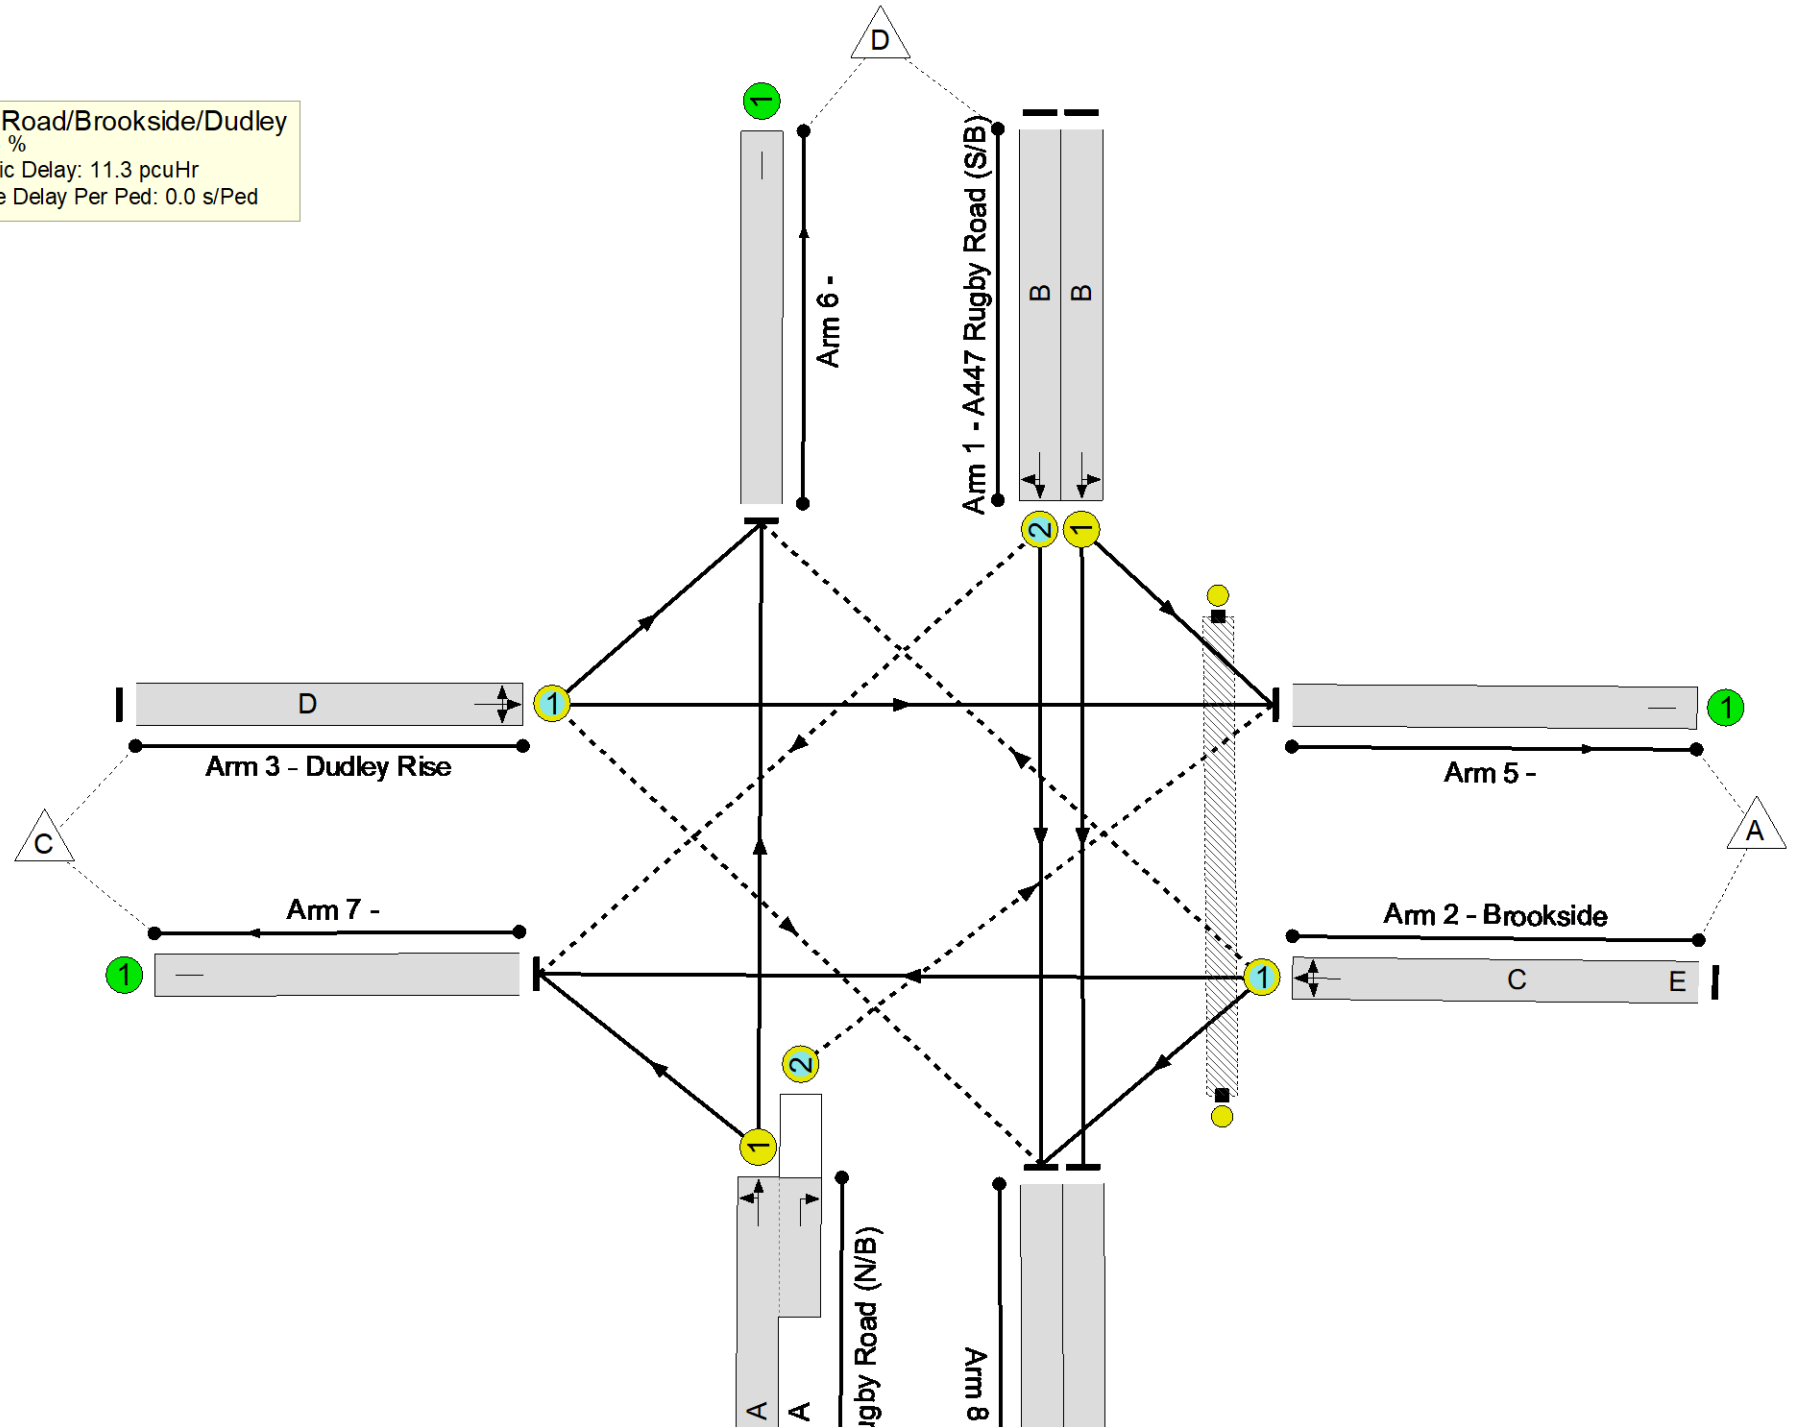 D
Road/Brookside/Dudley
%
ic Delay: 11.3 pcuHr
e Delay Per Ped: 0.0 s/Ped
1
Arm 6 -
Arm 1 - A447 Rugby Road (S/B)
B
B
2
1
D
1
Arm 3 - Dudley Rise
1
Arm 5 -
C
A
Arm 7 -
Arm 2 - Brookside
1
1
C
E
2
1
ugby Road (N/B)
Arm 8
A
A